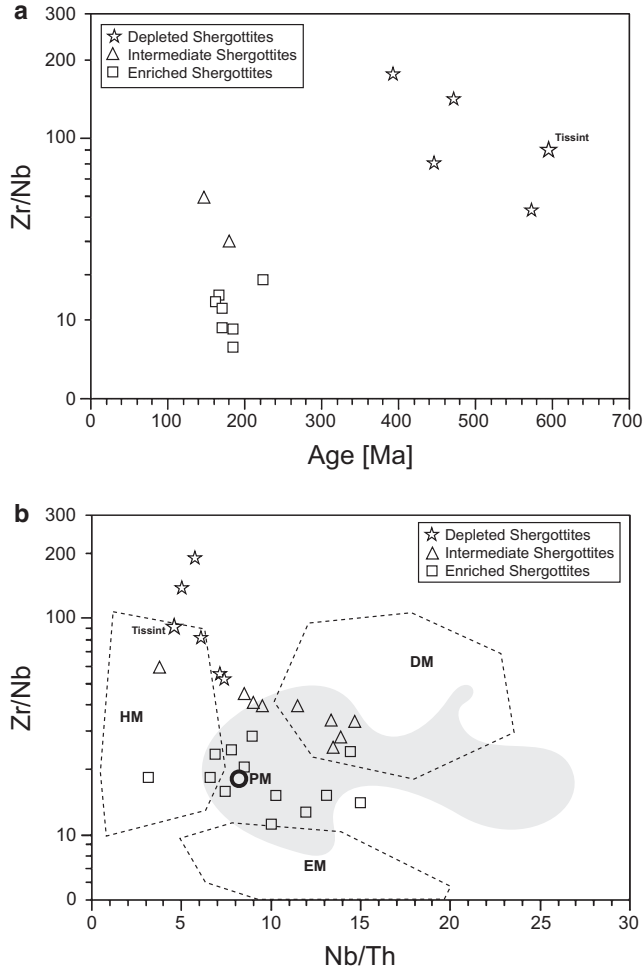 a
300
200
100
10
0
Zr/Nb
Depleted Shergottites
Intermediate Shergottites
Enriched Shergottites
Tissint
0 100 200 300 400 500 600 700
Age [Ma]
b
300
200
100
10
0
Zr/Nb
Depleted Shergottites
Intermediate Shergottites
Enriched Shergottites
Tissint
DM
HM
PM
EM
0 5 10 15 20 25 30
Nb/Th